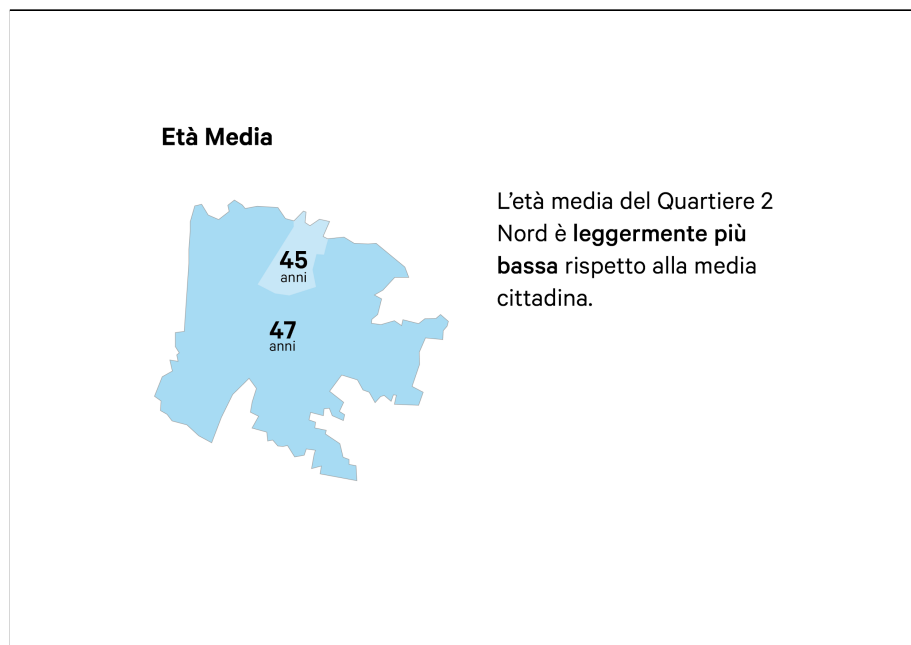 Età Media
45
anni
47
anni
L’età media del Quartiere 2
Nord è leggermente più
bassa rispetto alla media
cittadina.